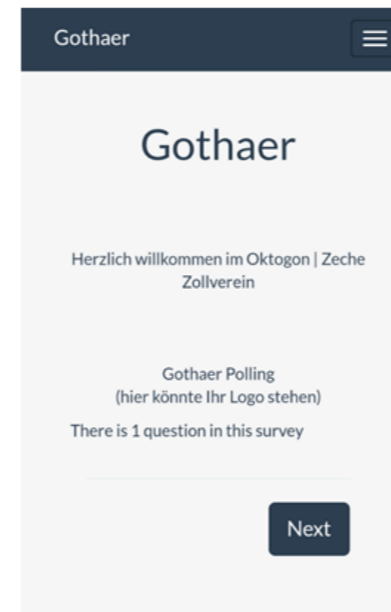 Gothaer
Gothaer
Herzlich willkommen im Oktogon | Zeche
Zollverein
Gothaer Polling
(hier könnte Ihr Logo stehen)
There is 1 question in this survey
Next